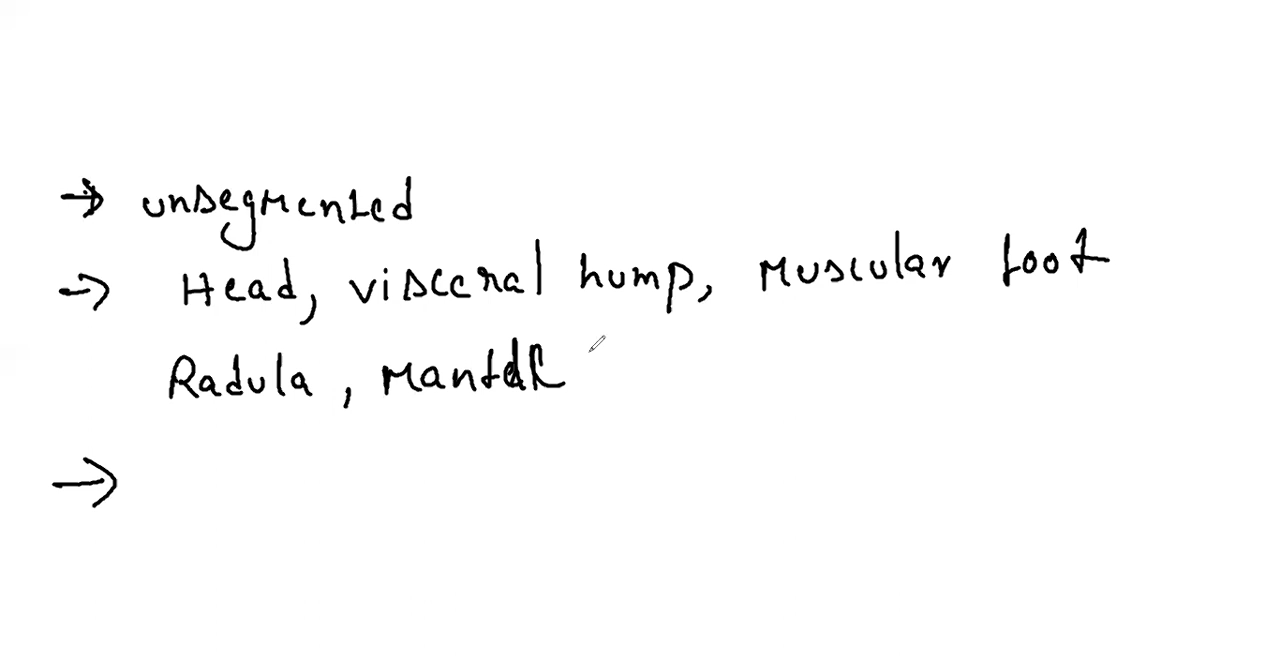 → unsegmented
→ Head, visceral hump, Muscular foot
Radula, Mantle
→